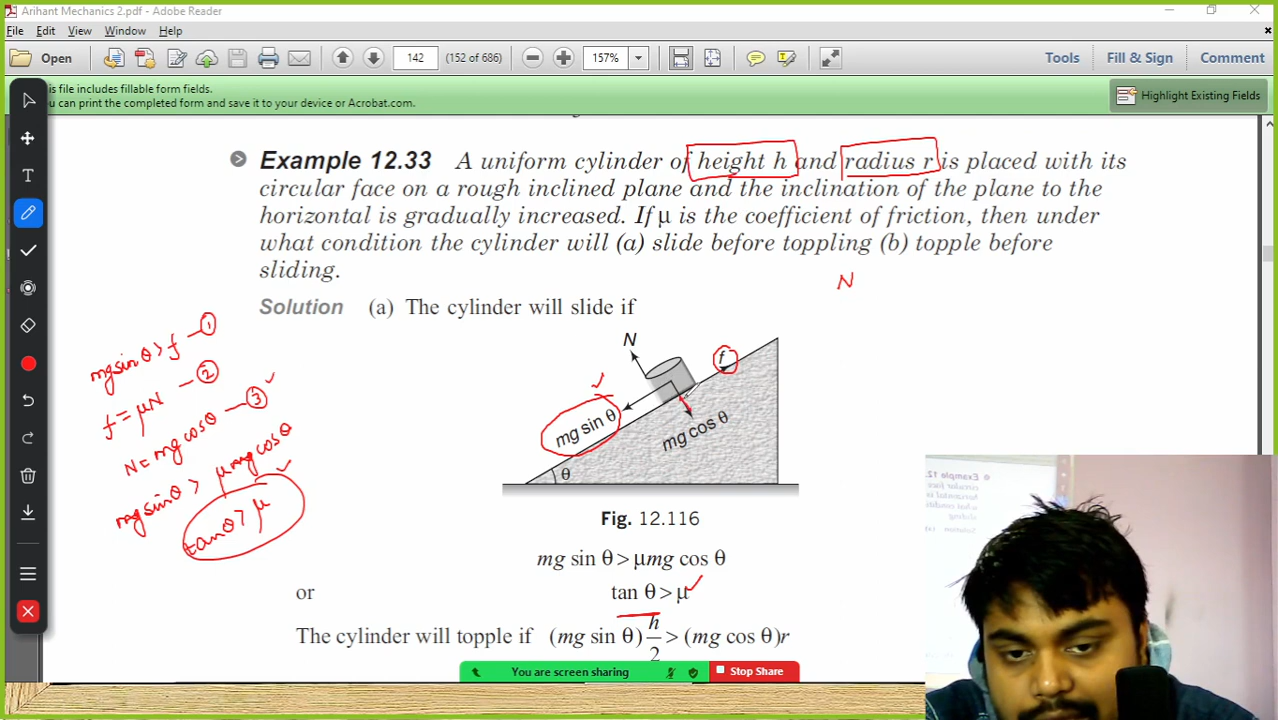 Arihant Mechanics 2.pdf - Adobe Reader
File Edit View Window Help
Open 142 (152 of 686) 157% Tools Fill & Sign Comment
is file includes fillable form fields.
u can print the completed form and save it to your device or Acrobat.com.
Highlight Existing Fields
Example 12.33 A uniform cylinder of height h and radius r is placed with its
circular face on a rough inclined plane and the inclination of the plane to the
horizontal is gradually increased. If μ is the coefficient of friction, then under
what condition the cylinder will (a) slide before toppling (b) topple before
sliding.
N
Solution (a) The cylinder will slide if
mg sin θ > f — ①
f = μN — ②
N = mg cos θ — ③
mg sin θ > μ mg cos θ
tan θ > μ
N
f
mg sin θ
mg cos θ
θ
Fig. 12.116
mg sin θ > μmg cos θ
or tan θ > μ
The cylinder will topple if (mg sin θ) h/2 > (mg cos θ)r
You are screen sharing Stop Share